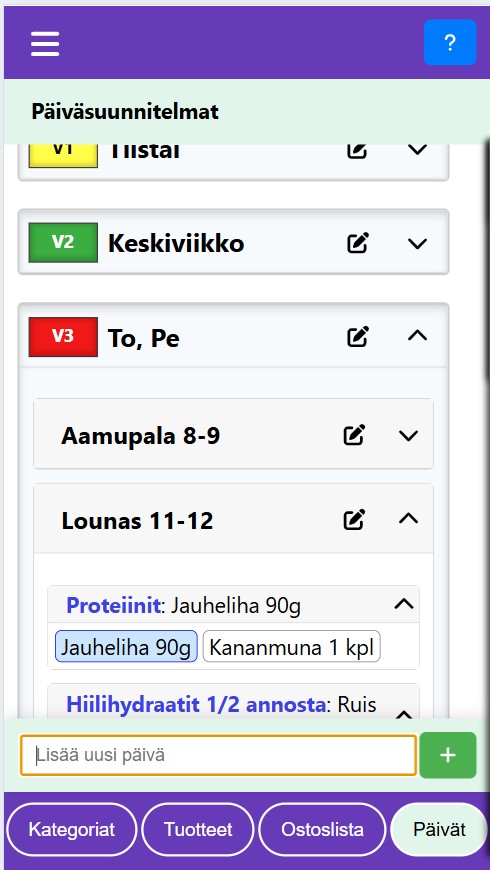 ?
Päiväsuunnitelmat
V1 Tiistai
V2 Keskiviikko
V3 To, Pe
Aamupala 8-9
Lounas 11-12
Proteiinit: Jauheliha 90g
Jauheliha 90g Kananmuna 1 kpl
Hiilihydraatit 1/2 annosta: Ruis
Lisää uusi päivä +
Kategoriat Tuotteet Ostoslista Päivät